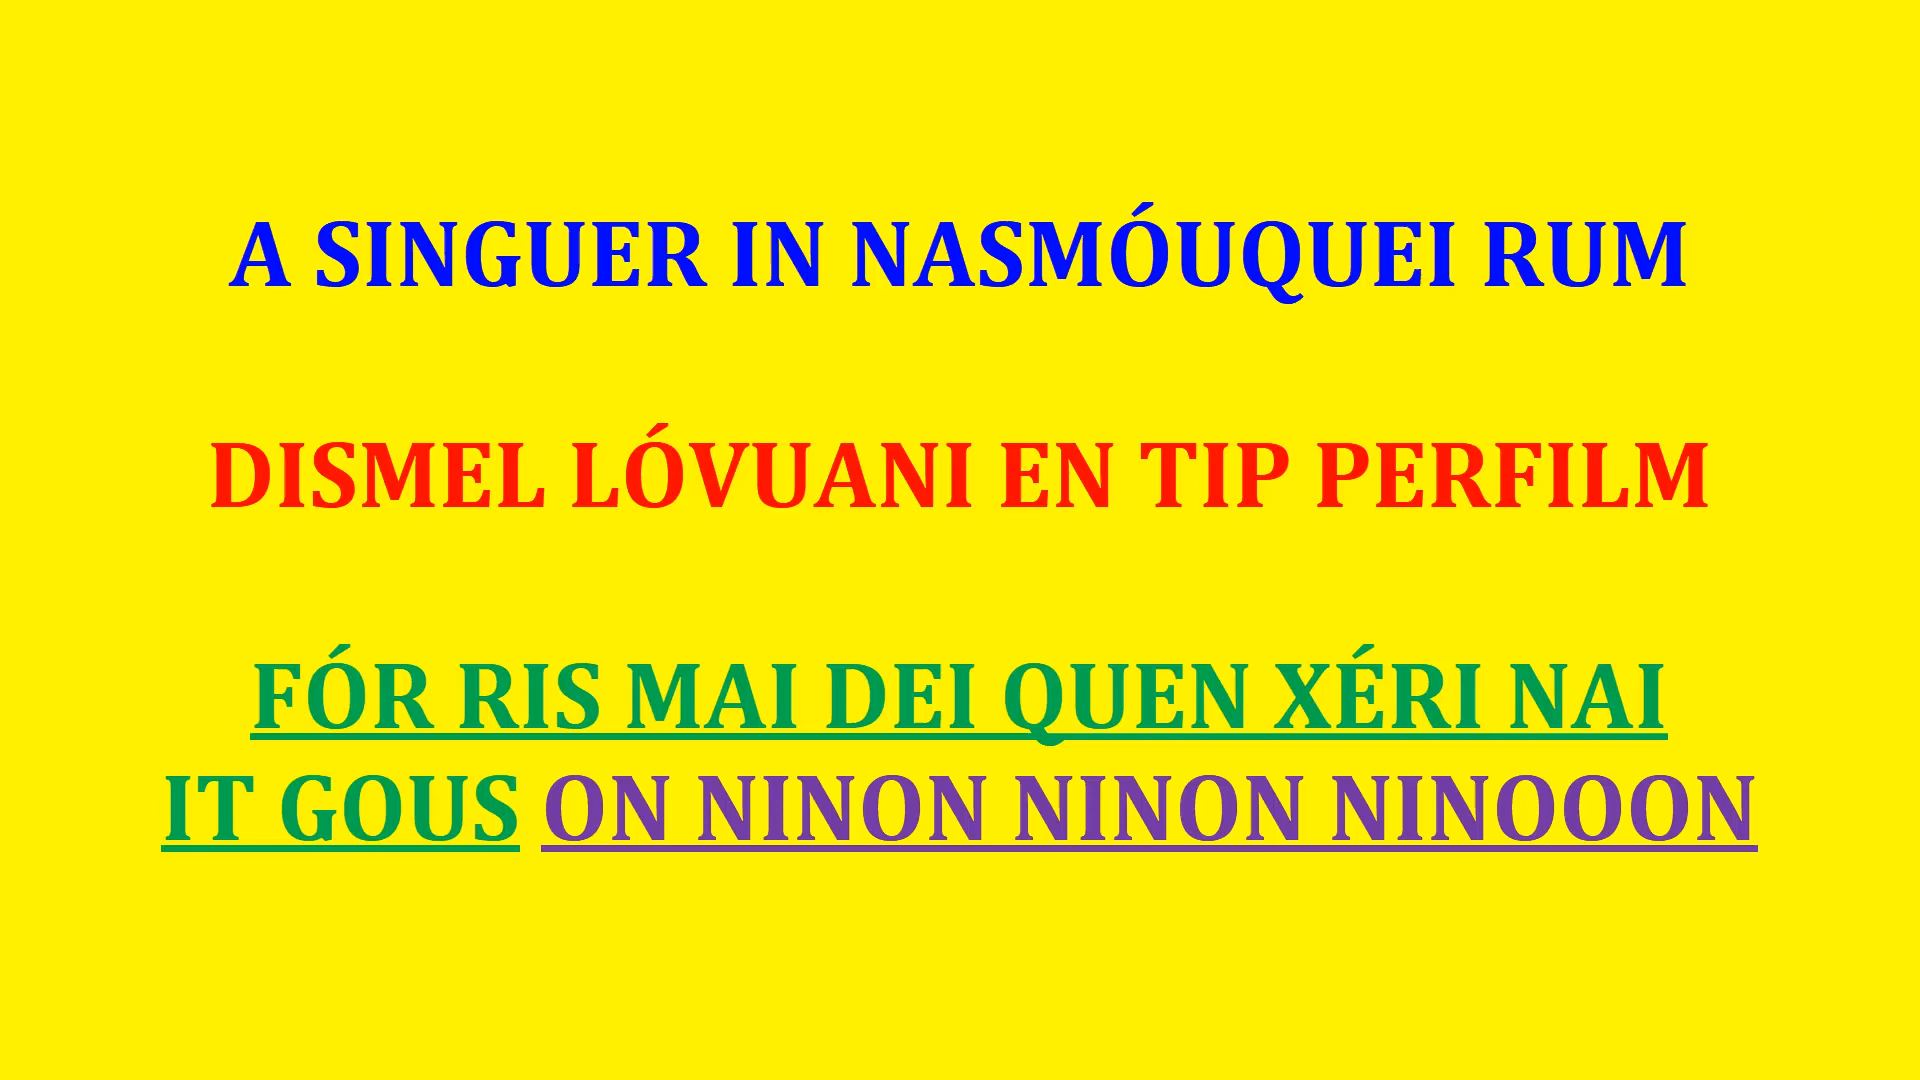 A SINGUER IN NASMÓUQUEI RUM
DISMEL LÓVUANI EN TIP PERFILM
FÓR RIS MAI DEI QUEN XÉRI NAI
IT GOUS ON NINON NINON NINOOON